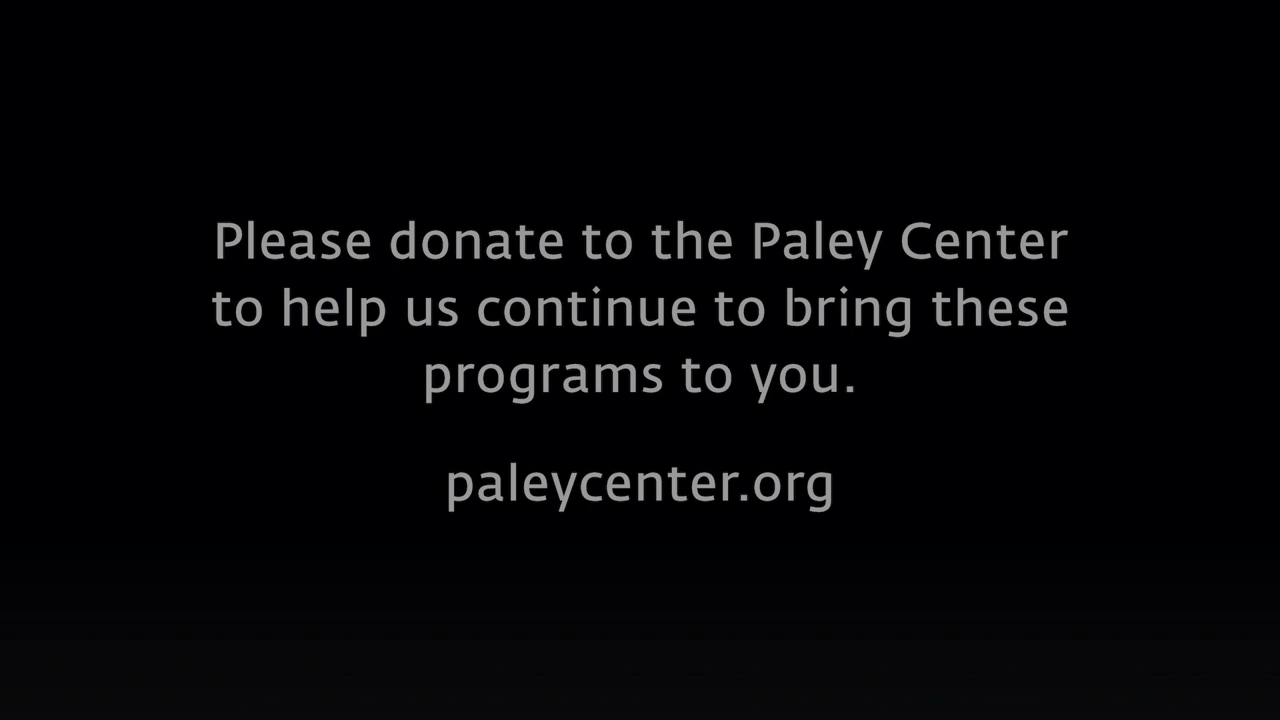 Please donate to the Paley Center
to help us continue to bring these
programs to you.
paleycenter.org